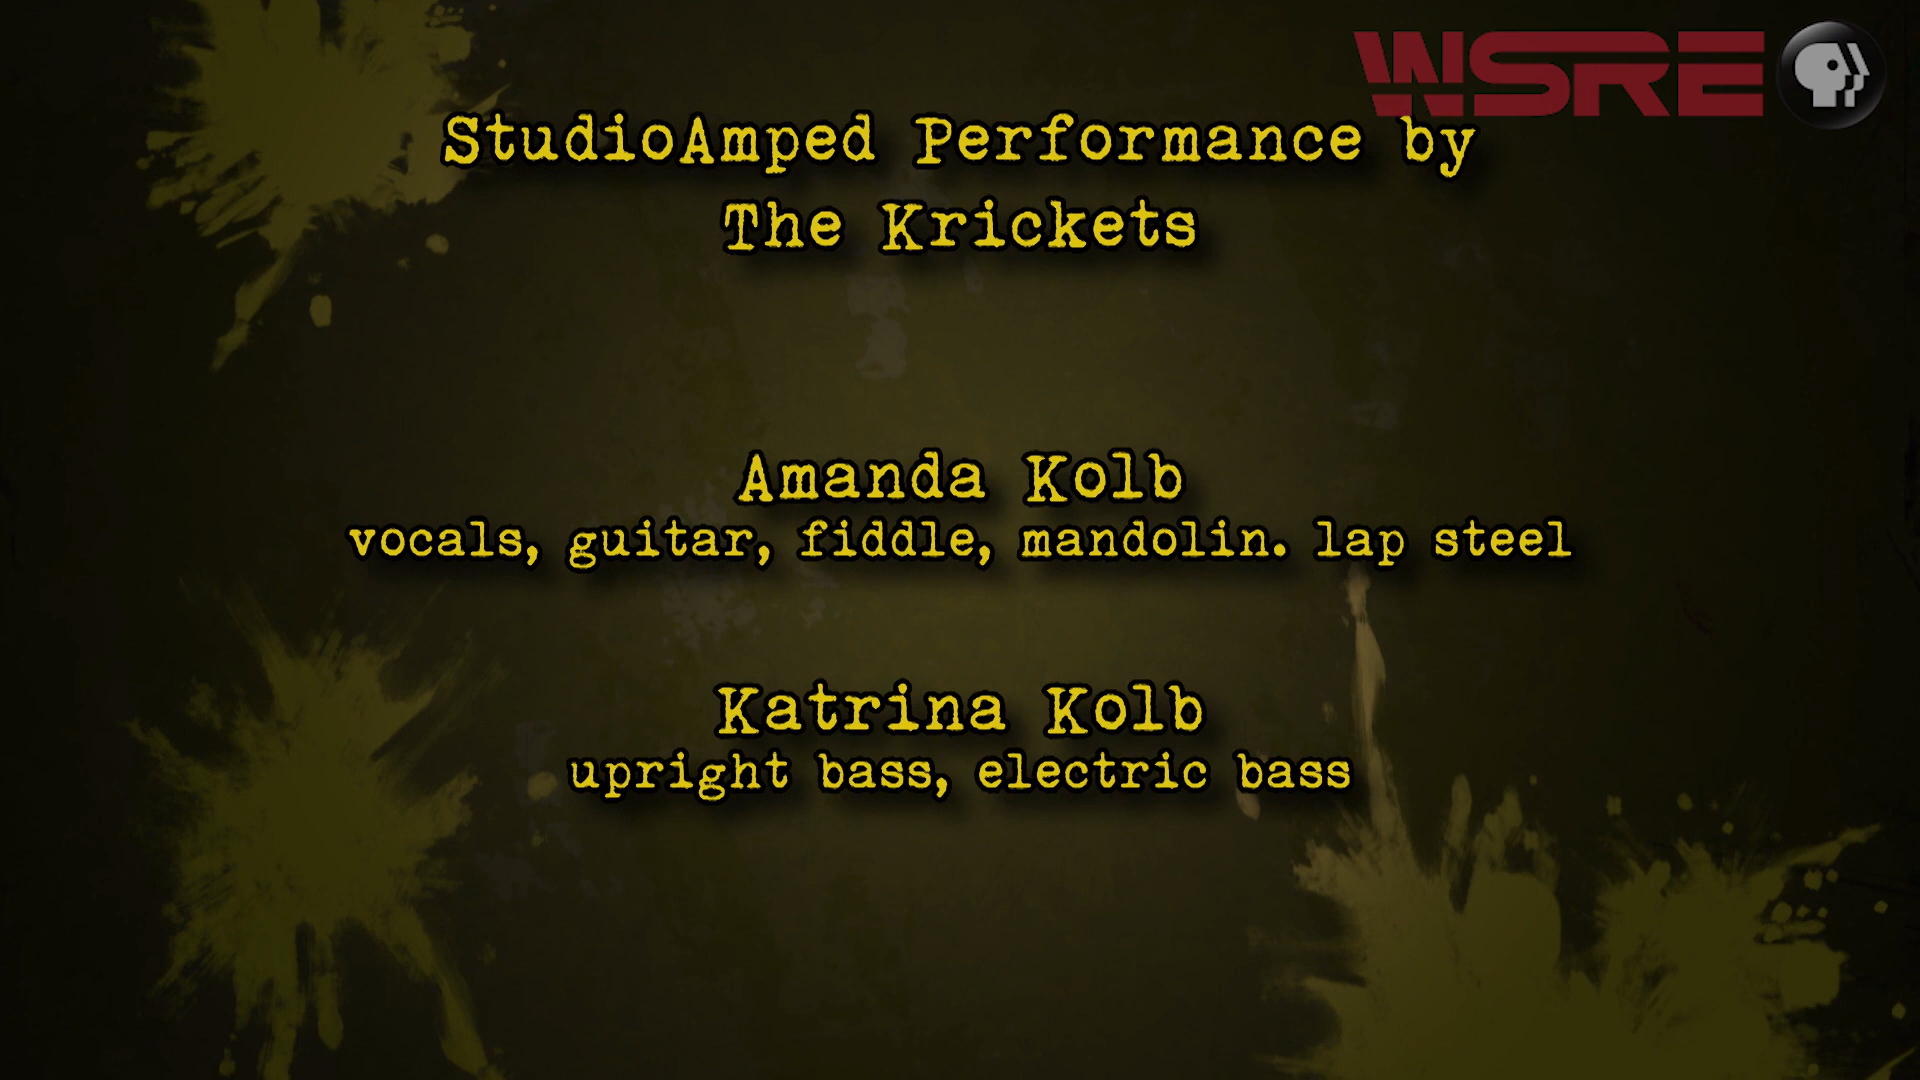 WSRE
StudioAmped Performance by
The Krickets
Amanda Kolb
vocals, guitar, fiddle, mandolin. lap steel
Katrina Kolb
upright bass, electric bass